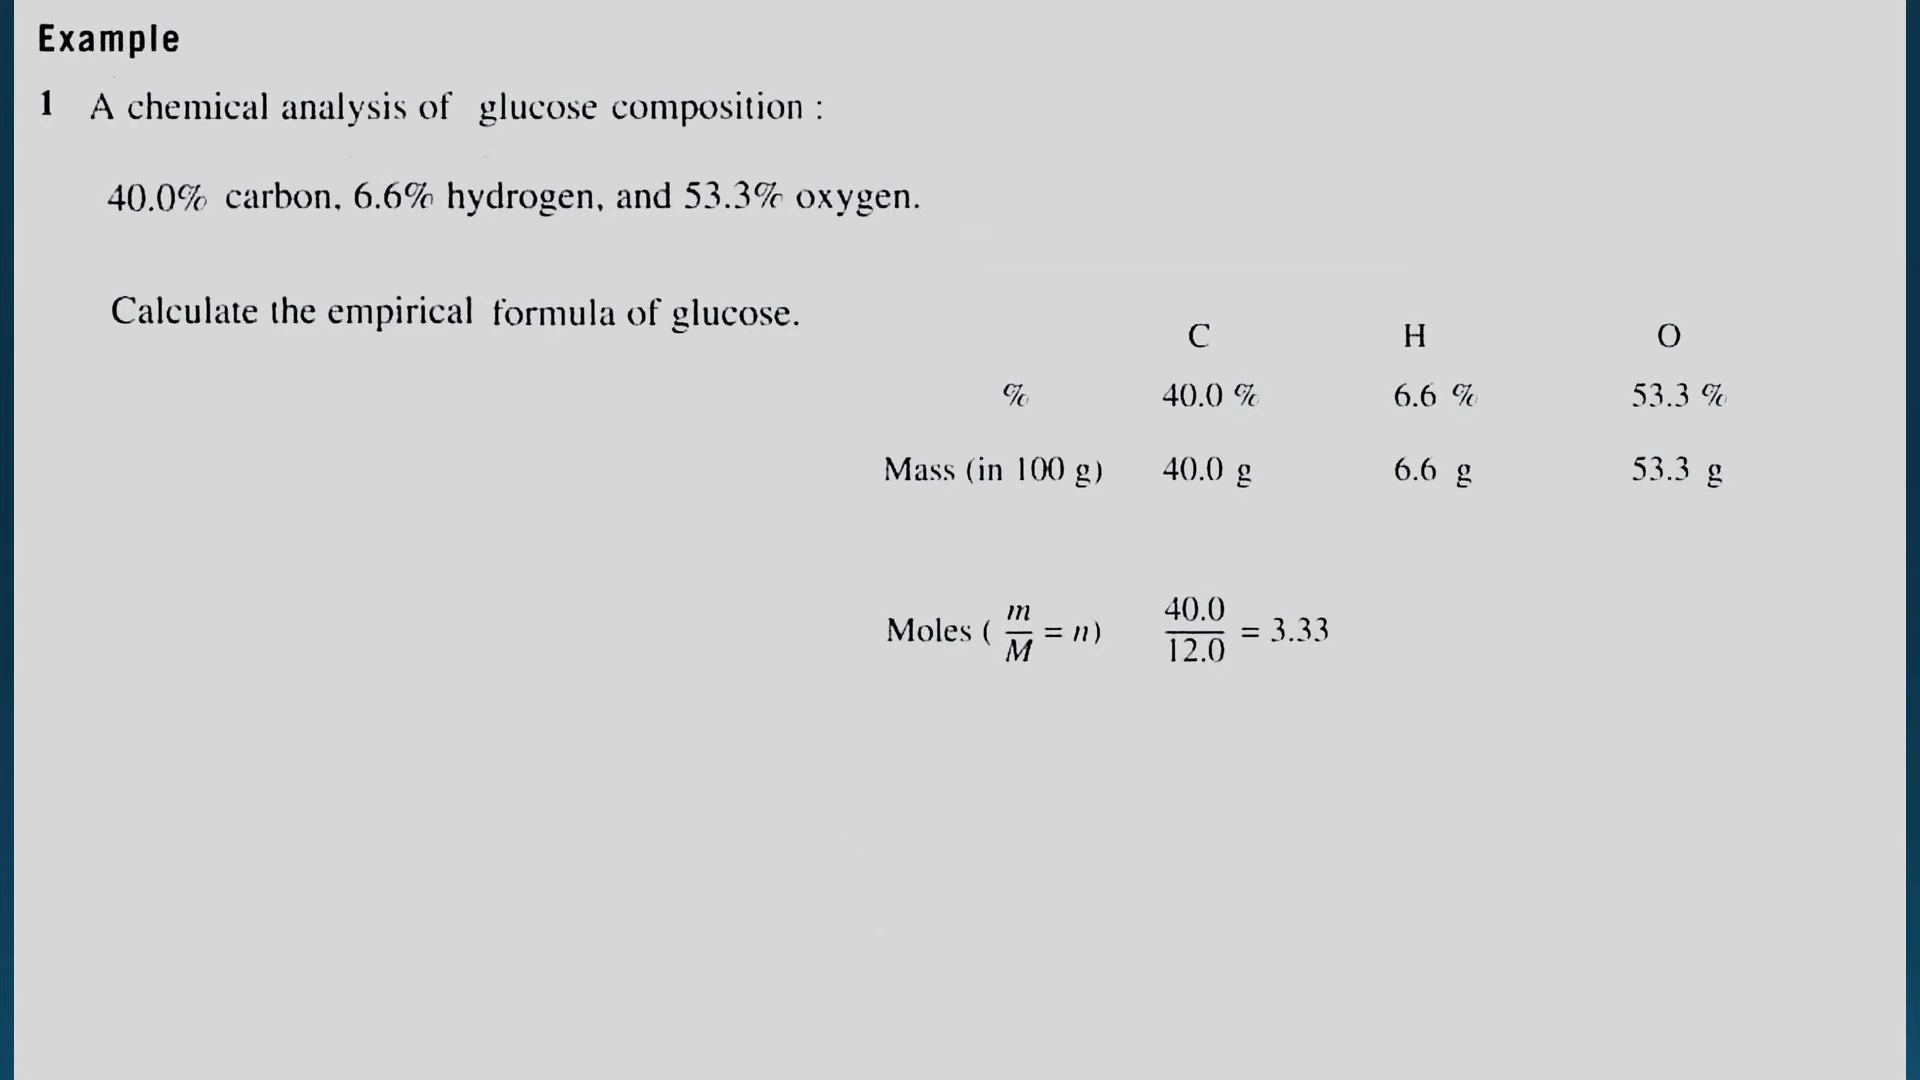 Example
1 A chemical analysis of glucose composition :
40.0% carbon, 6.6% hydrogen, and 53.3% oxygen.
Calculate the empirical formula of glucose.
C H O
% 40.0 % 6.6 % 53.3 %
Mass (in 100 g) 40.0 g 6.6 g 53.3 g
Moles ( m/M = n) 40.0/12.0 = 3.33